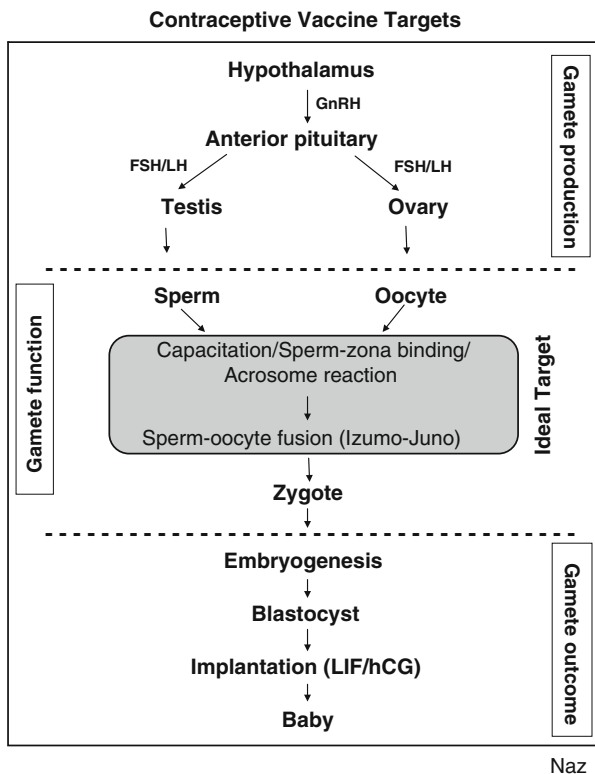 Contraceptive Vaccine Targets
Hypothalamus
GnRH
Anterior pituitary
FSH/LH
FSH/LH
Testis
Ovary
Gamete production
Sperm
Oocyte
Capacitation/Sperm-zona binding/
Acrosome reaction
Sperm-oocyte fusion (Izumo-Juno)
Zygote
Gamete function
Ideal Target
Embryogenesis
Blastocyst
Implantation (LIF/hCG)
Baby
Gamete outcome
Naz